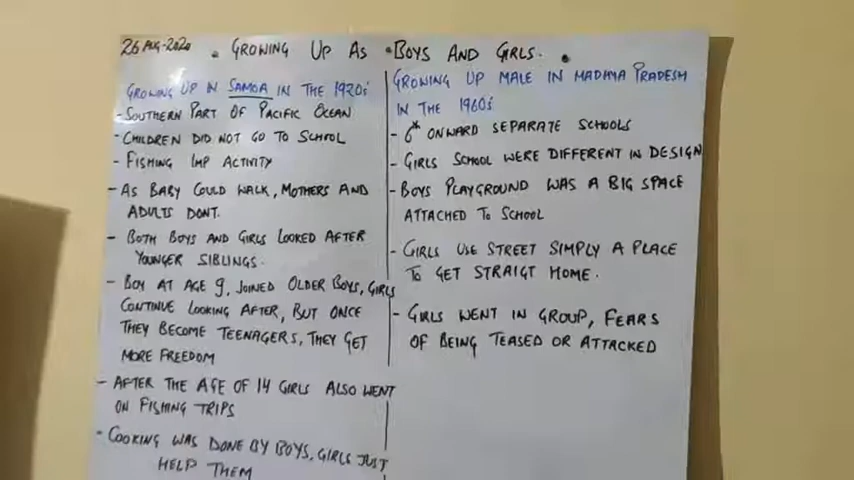 26 AUG-2020 . GROWING UP AS BOYS AND GIRLS.
GROWING UP IN SAMOA IN THE 1920s
- SOUTHERN PART OF PACIFIC OCEAN
- CHILDREN DID NOT GO TO SCHOOL
- FISHING IMP ACTIVITY
- AS BABY COULD WALK, MOTHERS AND
ADULTS DONT.
- BOTH BOYS AND GIRLS LOOKED AFTER
YOUNGER SIBLINGS.
- BOY AT AGE 9, JOINED OLDER BOYS, GIRLS
CONTINUE LOOKING AFTER, BUT ONCE
THEY BECOME TEENAGERS, THEY GET
MORE FREEDOM
- AFTER THE AGE OF 14 GIRLS ALSO WENT
ON FISHING TRIPS
- COOKING WAS DONE BY BOYS, GIRLS JUST
HELP THEM
GROWING UP MALE IN MADHYA PRADESH
IN THE 1960s
- 6th ONWARD SEPARATE SCHOOLS
- GIRLS SCHOOL WERE DIFFERENT IN DESIGN
- BOYS PLAYGROUND WAS A BIG SPACE
ATTACHED TO SCHOOL
- GIRLS USE STREET SIMPLY A PLACE
TO GET STRAIGT HOME.
- GIRLS WENT IN GROUP, FEARS
OF BEING TEASED OR ATTACKED